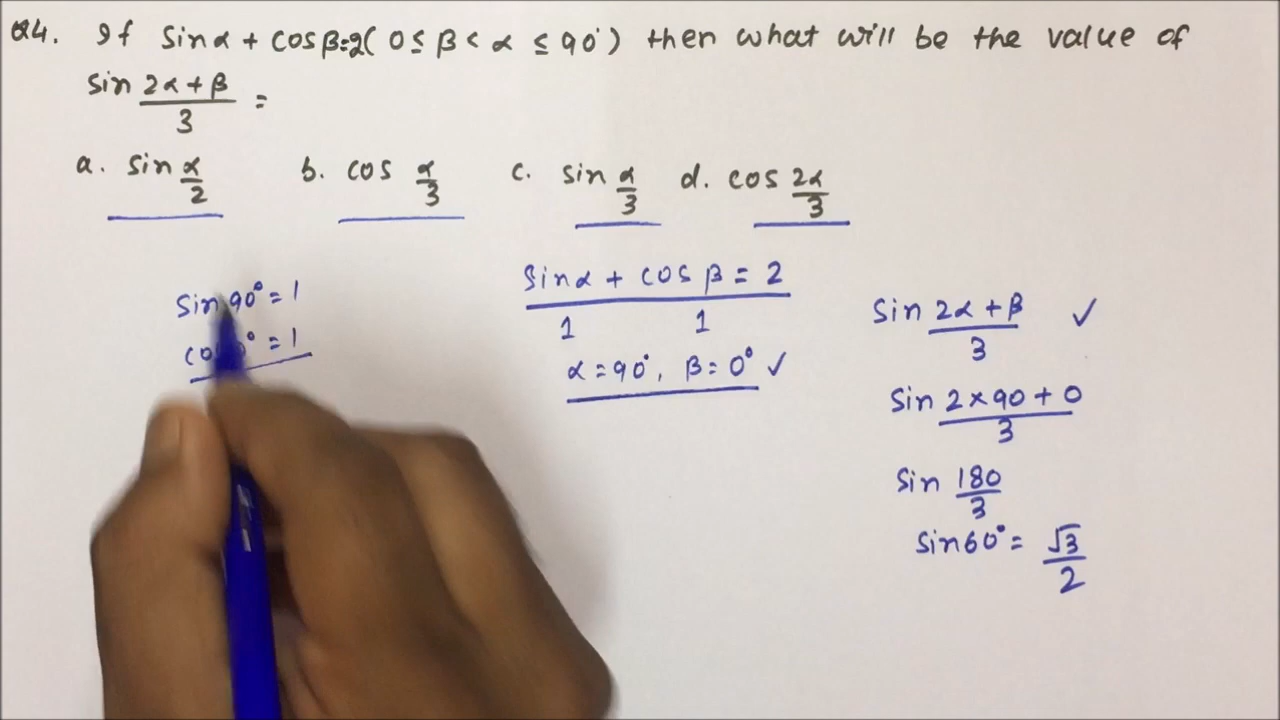 Q4. If sinα + cosβ=2( 0≤ β < α ≤ 90°) then what will be the value of
sin 2α+β/3 =
a. sin α/2 b. cos α/3 c. sin α/3 d. cos 2α/3
sin90° = 1
° = 1
sinα + cos β = 2
1 1
α = 90°, β = 0° ✓
sin 2α+β/3 ✓
sin 2×90+0/3
sin 180/3
sin60° = √3/2